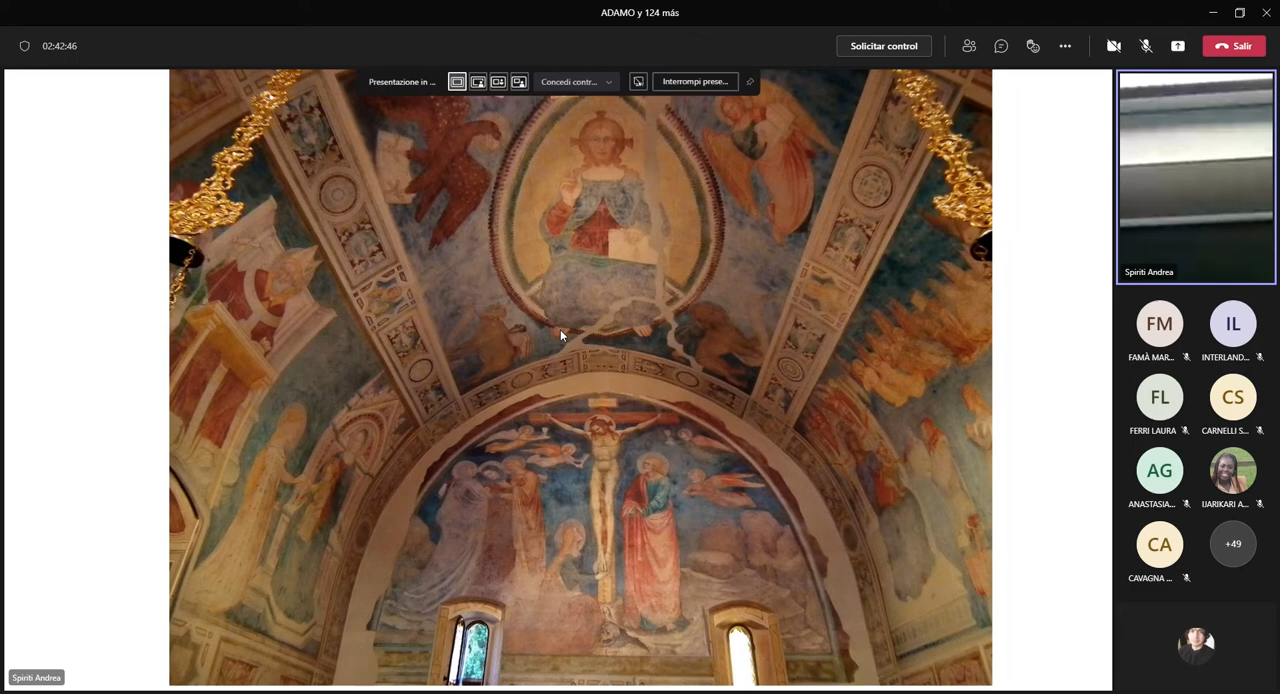 ADAMO y 124 más
02:42:46
Solicitar control
Salir
Presentazione in ...
Concedi contr...
Interrompi prese...
Spiriti Andrea
FM
IL
FAMÀ MAR...
INTERLAND...
FL
CS
FERRI LAURA
CARNELLI S...
AG
ANASTASIA...
IJARIKARI A...
CA
+49
CAVAGNA ...
Spiriti Andrea